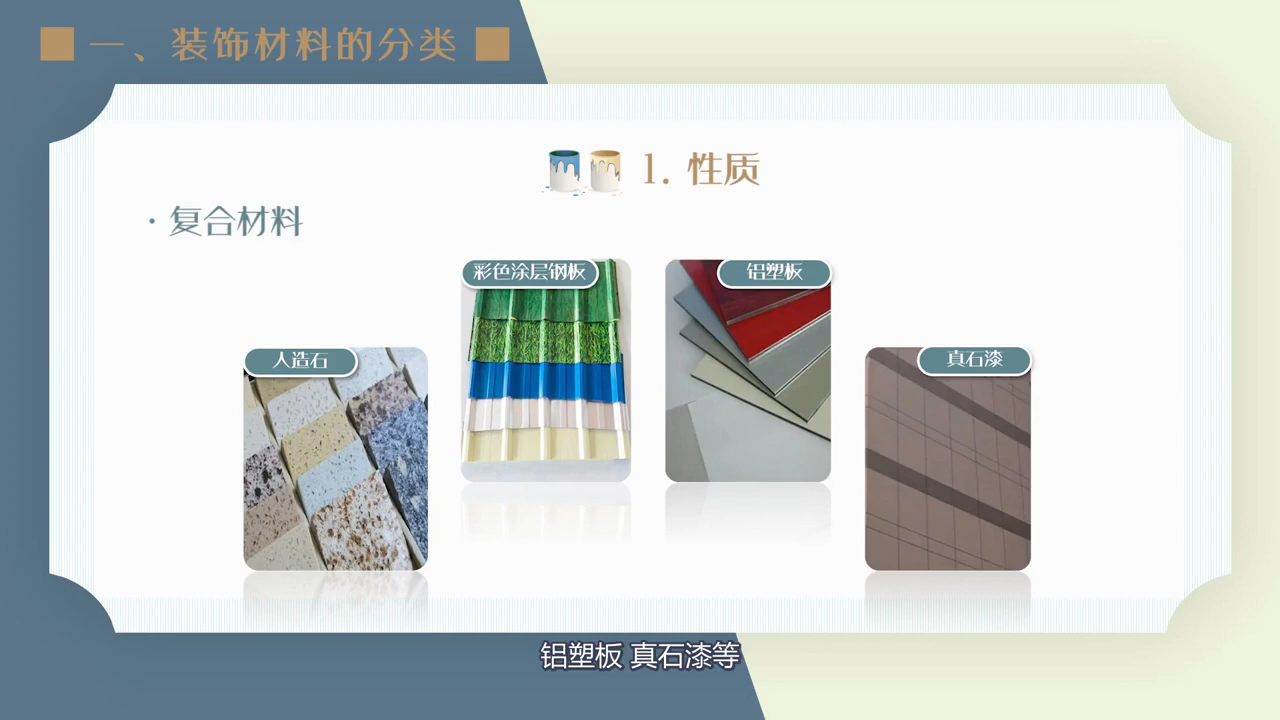 一、装饰材料的分类
1. 性质
· 复合材料
彩色涂层钢板
铝塑板
人造石
真石漆
铝塑板 真石漆等